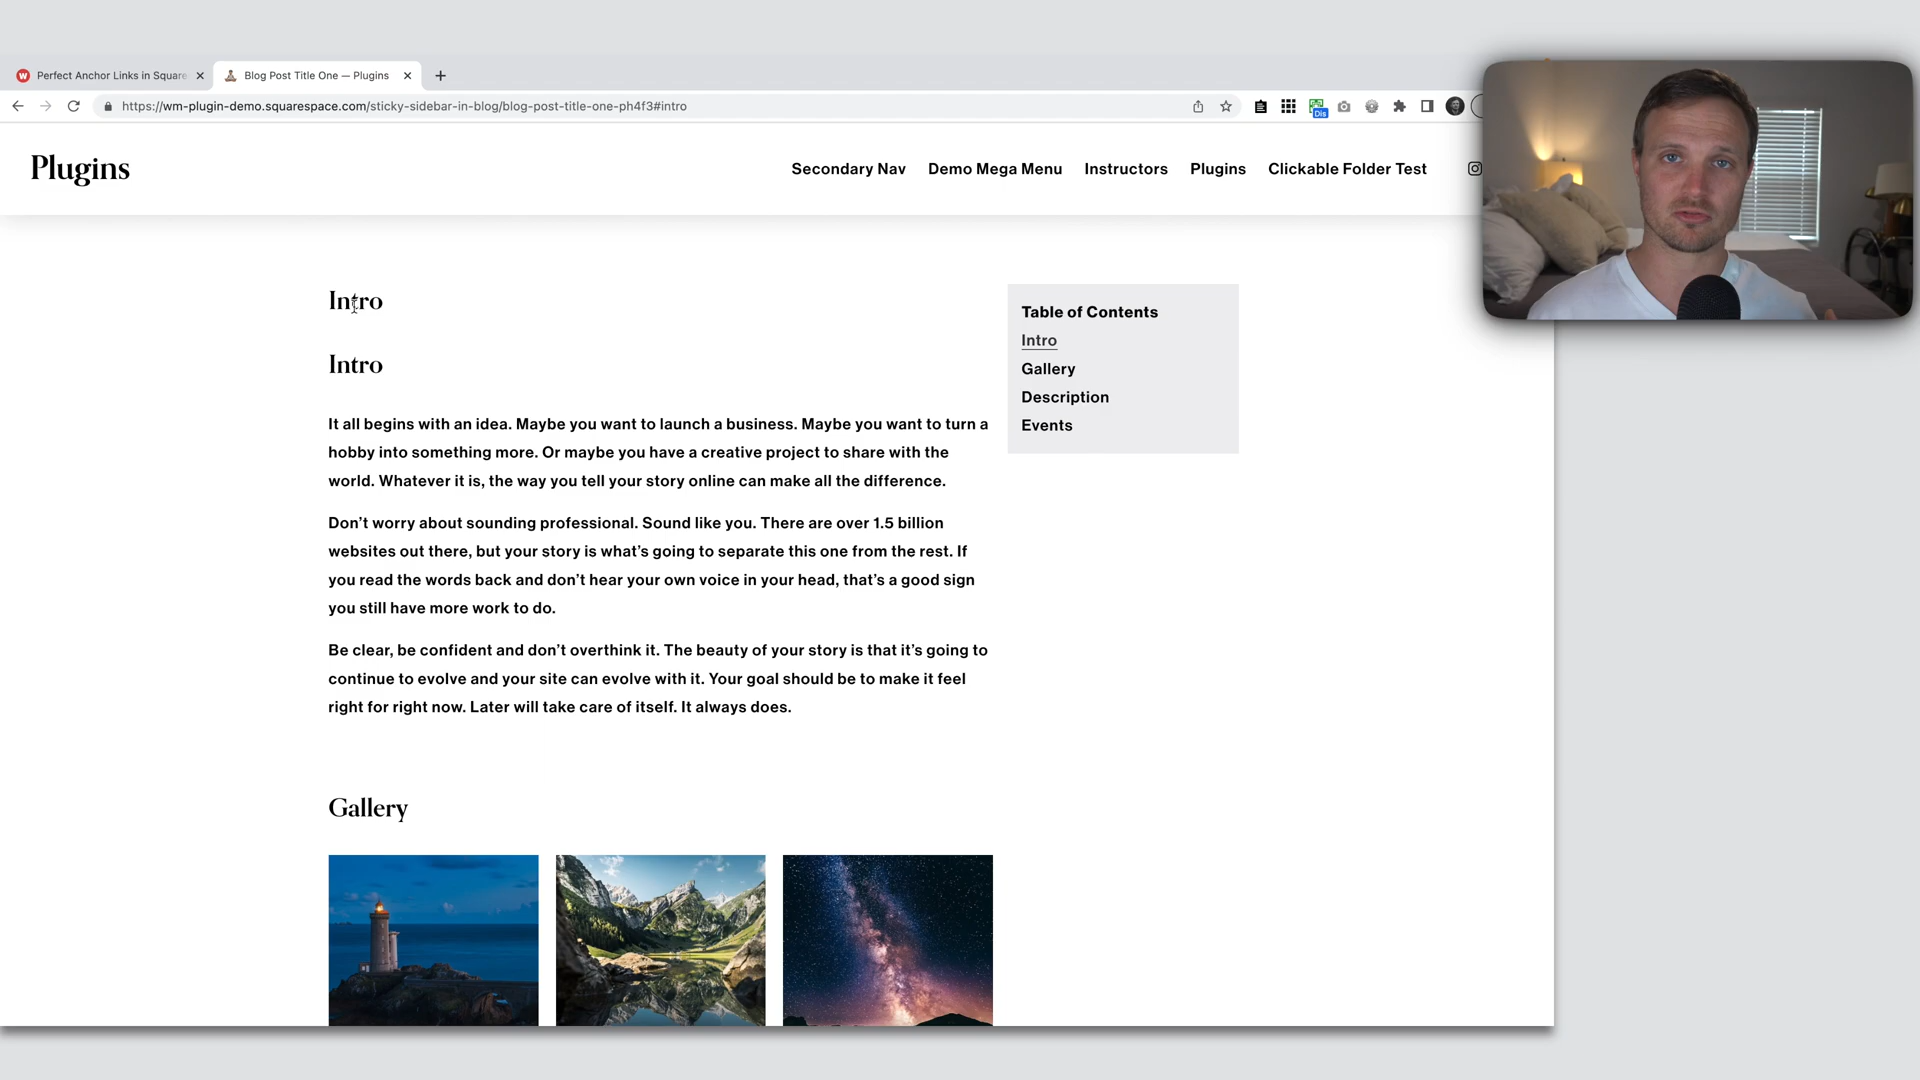 Perfect Anchor Links in Square
Blog Post Title One — Plugins
https://wm-plugin-demo.squarespace.com/sticky-sidebar-in-blog/blog-post-title-one-ph4f3#intro
Dis
Plugins
Secondary Nav
Demo Mega Menu
Instructors
Plugins
Clickable Folder Test
Intro
Intro
It all begins with an idea. Maybe you want to launch a business. Maybe you want to turn a
hobby into something more. Or maybe you have a creative project to share with the
world. Whatever it is, the way you tell your story online can make all the difference.
Don’t worry about sounding professional. Sound like you. There are over 1.5 billion
websites out there, but your story is what’s going to separate this one from the rest. If
you read the words back and don’t hear your own voice in your head, that’s a good sign
you still have more work to do.
Be clear, be confident and don’t overthink it. The beauty of your story is that it’s going to
continue to evolve and your site can evolve with it. Your goal should be to make it feel
right for right now. Later will take care of itself. It always does.
Gallery
Table of Contents
Intro
Gallery
Description
Events